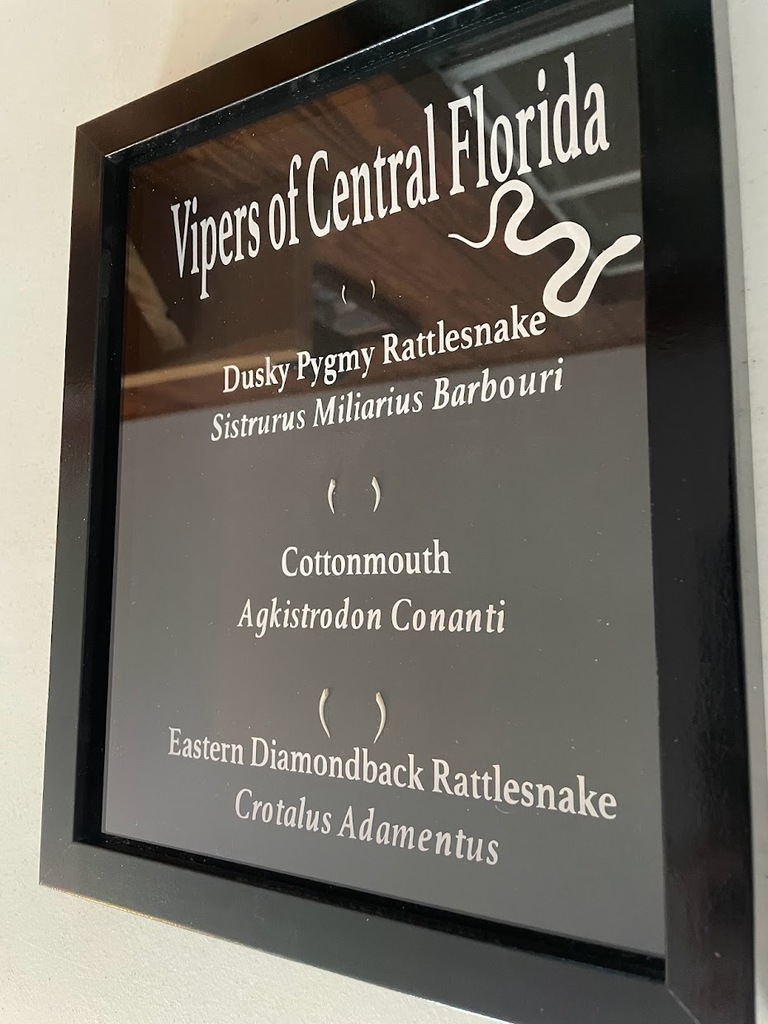 Vipers of Central Florida
Dusky Pygmy Rattlesnake
Sistrurus Miliarius Barbouri
Cottonmouth
Agkistrodon Conanti
Eastern Diamondback Rattlesnake
Crotalus Adamentus